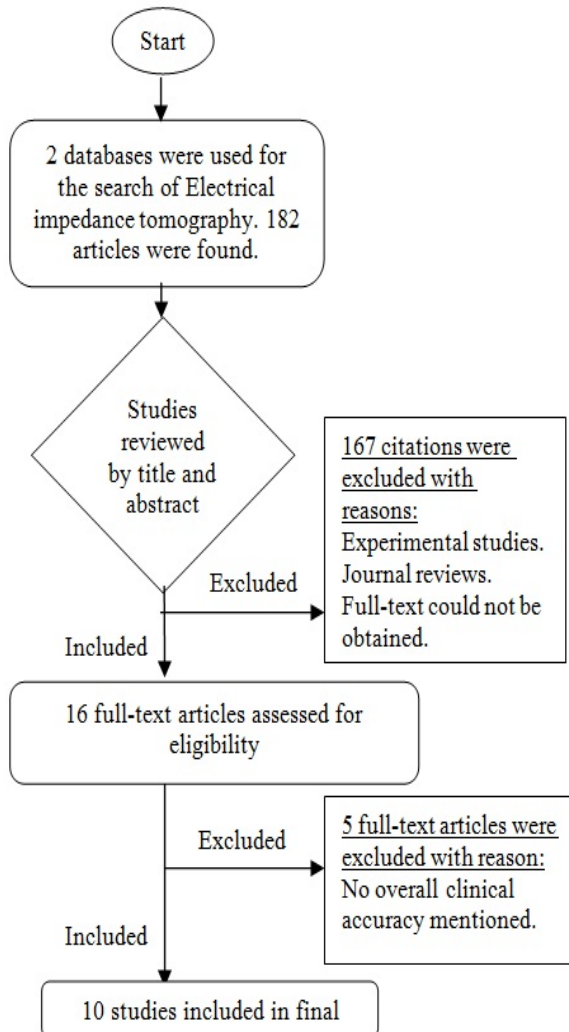 Start
2 databases were used for
the search of Electrical
impedance tomography. 182
articles were found.
Studies
reviewed
by title and
abstract
167 citations were
excluded with
reasons:
Experimental studies.
Journal reviews.
Full-text could not be
obtained.
Excluded
Included
16 full-text articles assessed for
eligibility
5 full-text articles were
excluded with reason:
No overall clinical
accuracy mentioned.
Excluded
Included
10 studies included in final